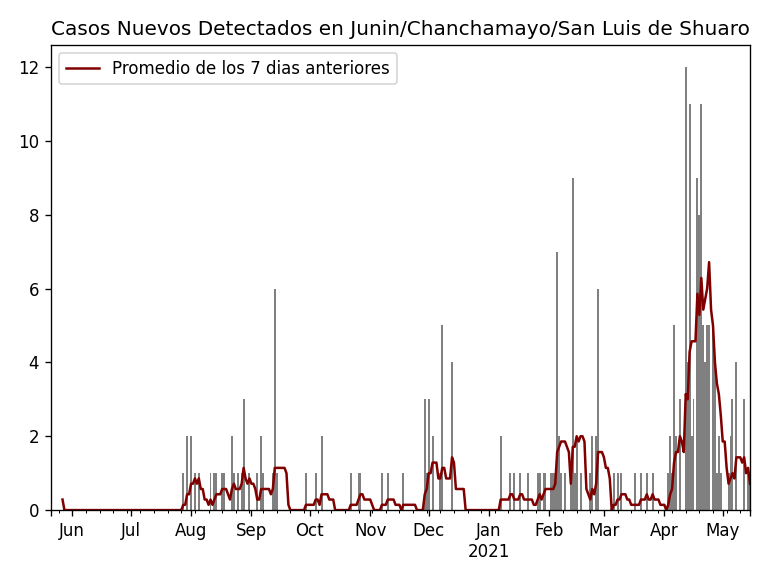 Casos Nuevos Detectados en Junin/Chanchamayo/San Luis de Shuaro
Promedio de los 7 dias anteriores
12
10
8
6
4
2
0
Jun Jul Aug Sep Oct Nov Dec Jan Feb Mar Apr May
2021